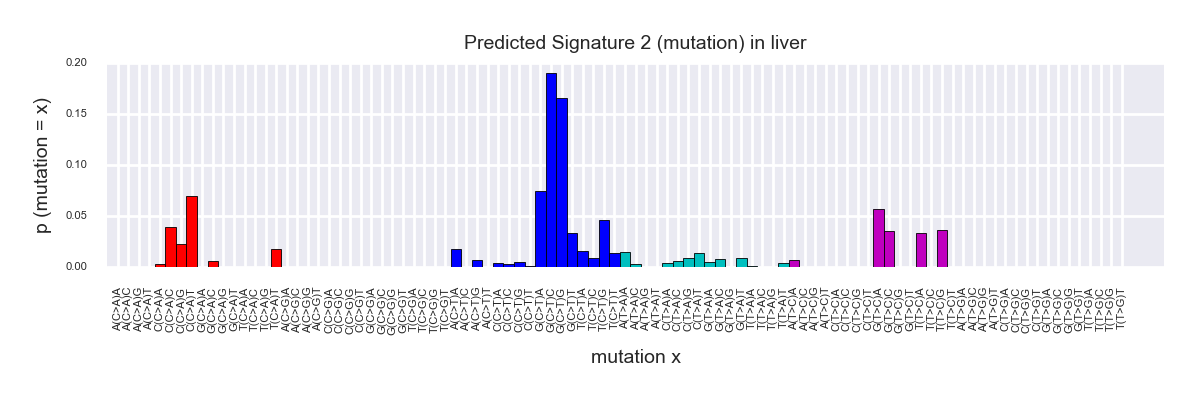 Predicted Signature 2 (mutation) in liver
p (mutation = x)
0.20
0.15
0.10
0.05
0.00
A(C>A)A
A(C>A)C
A(C>A)G
A(C>A)T
C(C>A)A
C(C>A)C
C(C>A)G
C(C>A)T
G(C>A)A
G(C>A)C
G(C>A)G
G(C>A)T
T(C>A)A
T(C>A)C
T(C>A)G
T(C>A)T
A(C>G)A
A(C>G)C
A(C>G)G
A(C>G)T
C(C>G)A
C(C>G)C
C(C>G)G
C(C>G)T
G(C>G)A
G(C>G)C
G(C>G)G
G(C>G)T
T(C>G)A
T(C>G)C
T(C>G)G
T(C>G)T
A(C>T)A
A(C>T)C
A(C>T)G
A(C>T)T
C(C>T)A
C(C>T)C
C(C>T)G
C(C>T)T
G(C>T)A
G(C>T)C
G(C>T)G
G(C>T)T
T(C>T)A
T(C>T)C
T(C>T)G
T(C>T)T
A(T>A)A
A(T>A)C
A(T>A)G
A(T>A)T
C(T>A)A
C(T>A)C
C(T>A)G
C(T>A)T
G(T>A)A
G(T>A)C
G(T>A)G
G(T>A)T
T(T>A)A
T(T>A)C
T(T>A)G
T(T>A)T
A(T>C)A
A(T>C)C
A(T>C)G
A(T>C)T
C(T>C)A
C(T>C)C
C(T>C)G
C(T>C)T
G(T>C)A
G(T>C)C
G(T>C)G
G(T>C)T
T(T>C)A
T(T>C)C
T(T>C)G
T(T>C)T
A(T>G)A
A(T>G)C
A(T>G)G
A(T>G)T
C(T>G)A
C(T>G)C
C(T>G)G
C(T>G)T
G(T>G)A
G(T>G)C
G(T>G)G
G(T>G)T
T(T>G)A
T(T>G)C
T(T>G)G
T(T>G)T
mutation x